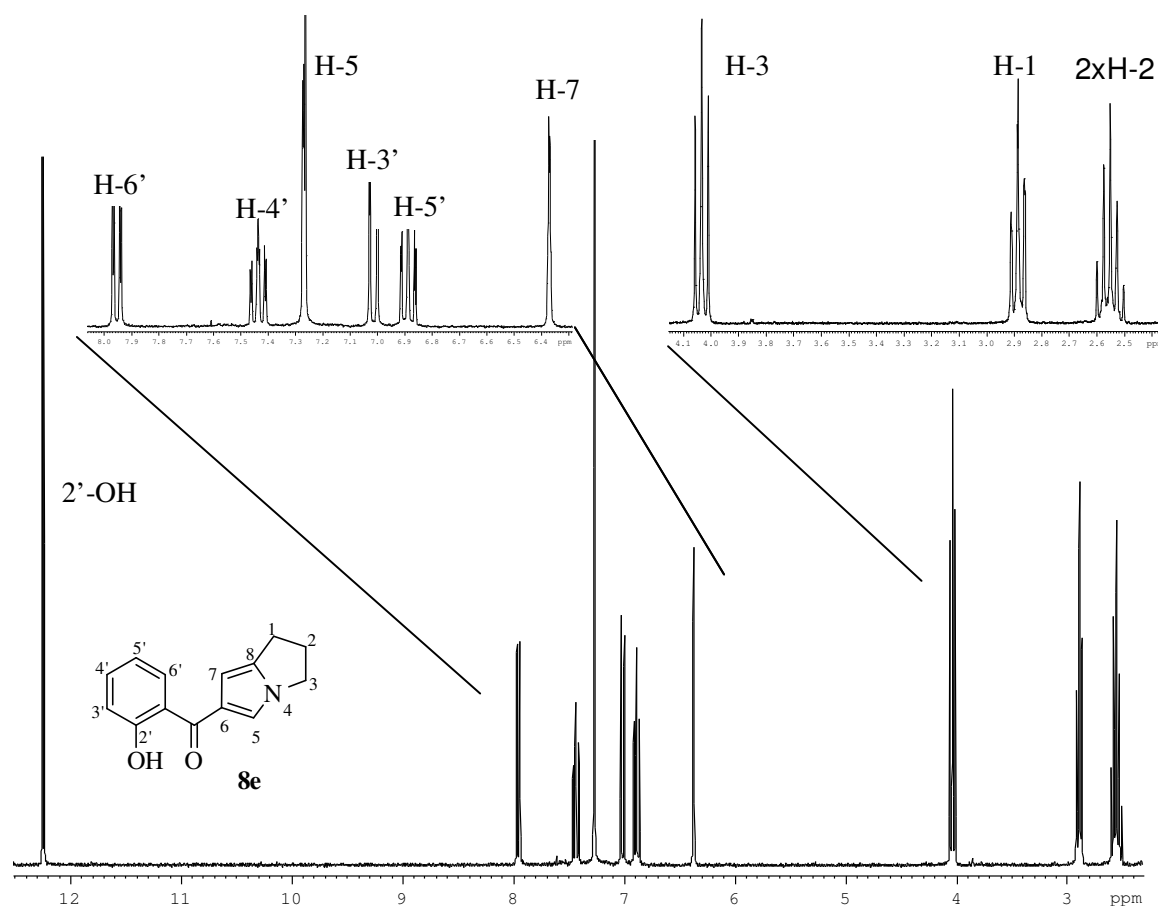 H-5
H-3
H-1
2xH-2
H-7
H-3'
H-6'
H-4'
H-5'
8.0 7.9 7.8 7.7 7.6 7.5 7.4 7.3 7.2 7.1 7.0 6.9 6.8 6.7 6.6 6.5 6.4 ppm
4.1 4.0 3.9 3.8 3.7 3.6 3.5 3.4 3.3 3.2 3.1 3.0 2.9 2.8 2.7 2.6 2.5 pp
2'-OH
1
2
5'
8
4'
6'
7
3
N
3'
4
6
5
2'
OH
O
8e
12 11 10 9 8 7 6 5 4 3 ppm